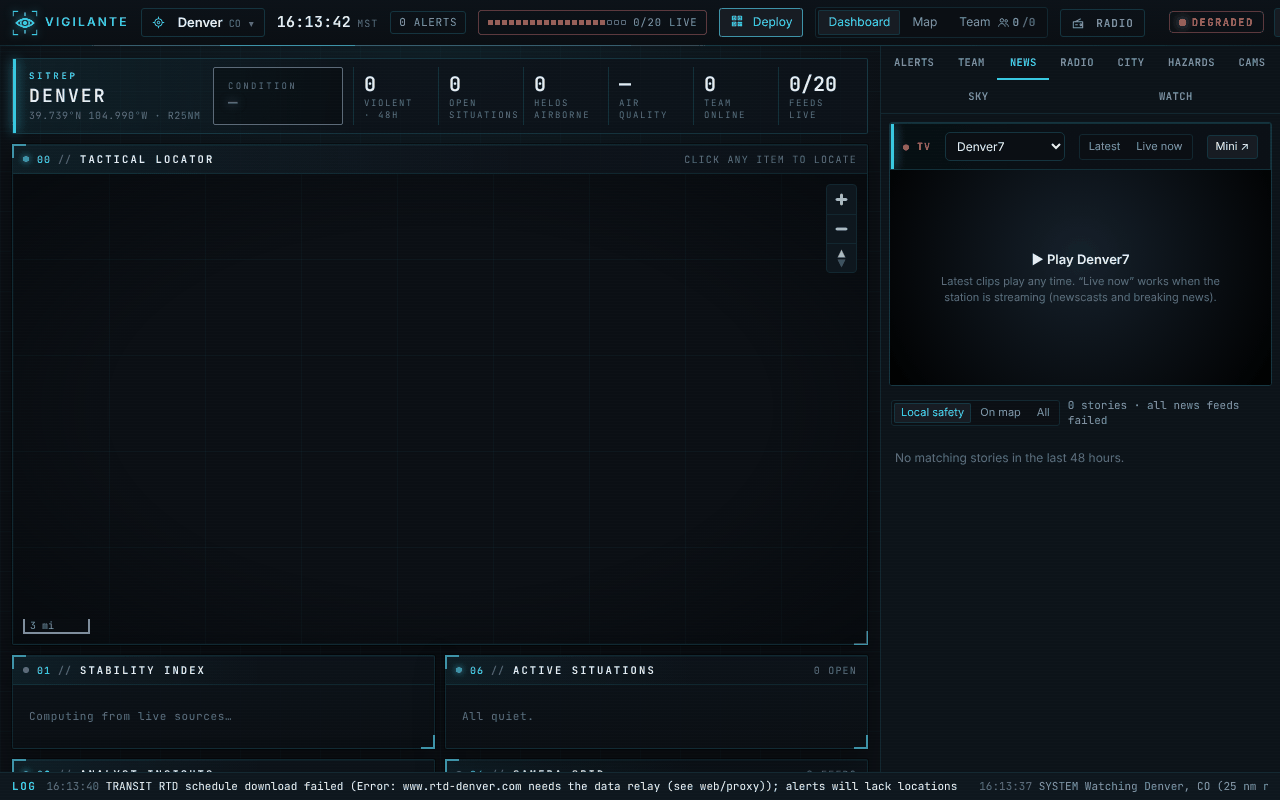 VIGILANTE
Denver CO ▾
16:13:42 MST
0 ALERTS
0/20 LIVE
Deploy
Dashboard Map Team 0/0
RADIO
DEGRADED
SITREP
DENVER
39.739°N 104.990°W · R25NM
CONDITION
—
0
VIOLENT
· 48H
0
OPEN
SITUATIONS
0
HELOS
AIRBORNE
—
AIR
QUALITY
0
TEAM
ONLINE
0/20
FEEDS
LIVE
00 // TACTICAL LOCATOR
CLICK ANY ITEM TO LOCATE
3 mi
01 // STABILITY INDEX
Computing from live sources…
06 // ACTIVE SITUATIONS
0 OPEN
All quiet.
ALERTS TEAM NEWS RADIO CITY HAZARDS CAMS
SKY WATCH
TV
Denver7
Latest Live now
Mini ↗
▶ Play Denver7
Latest clips play any time. “Live now” works when the
station is streaming (newscasts and breaking news).
Local safety On map All
0 stories · all news feeds
failed
No matching stories in the last 48 hours.
LOG 16:13:40 TRANSIT RTD schedule download failed (Error: www.rtd-denver.com needs the data relay (see web/proxy)); alerts will lack locations 16:13:37 SYSTEM Watching Denver, CO (25 nm r